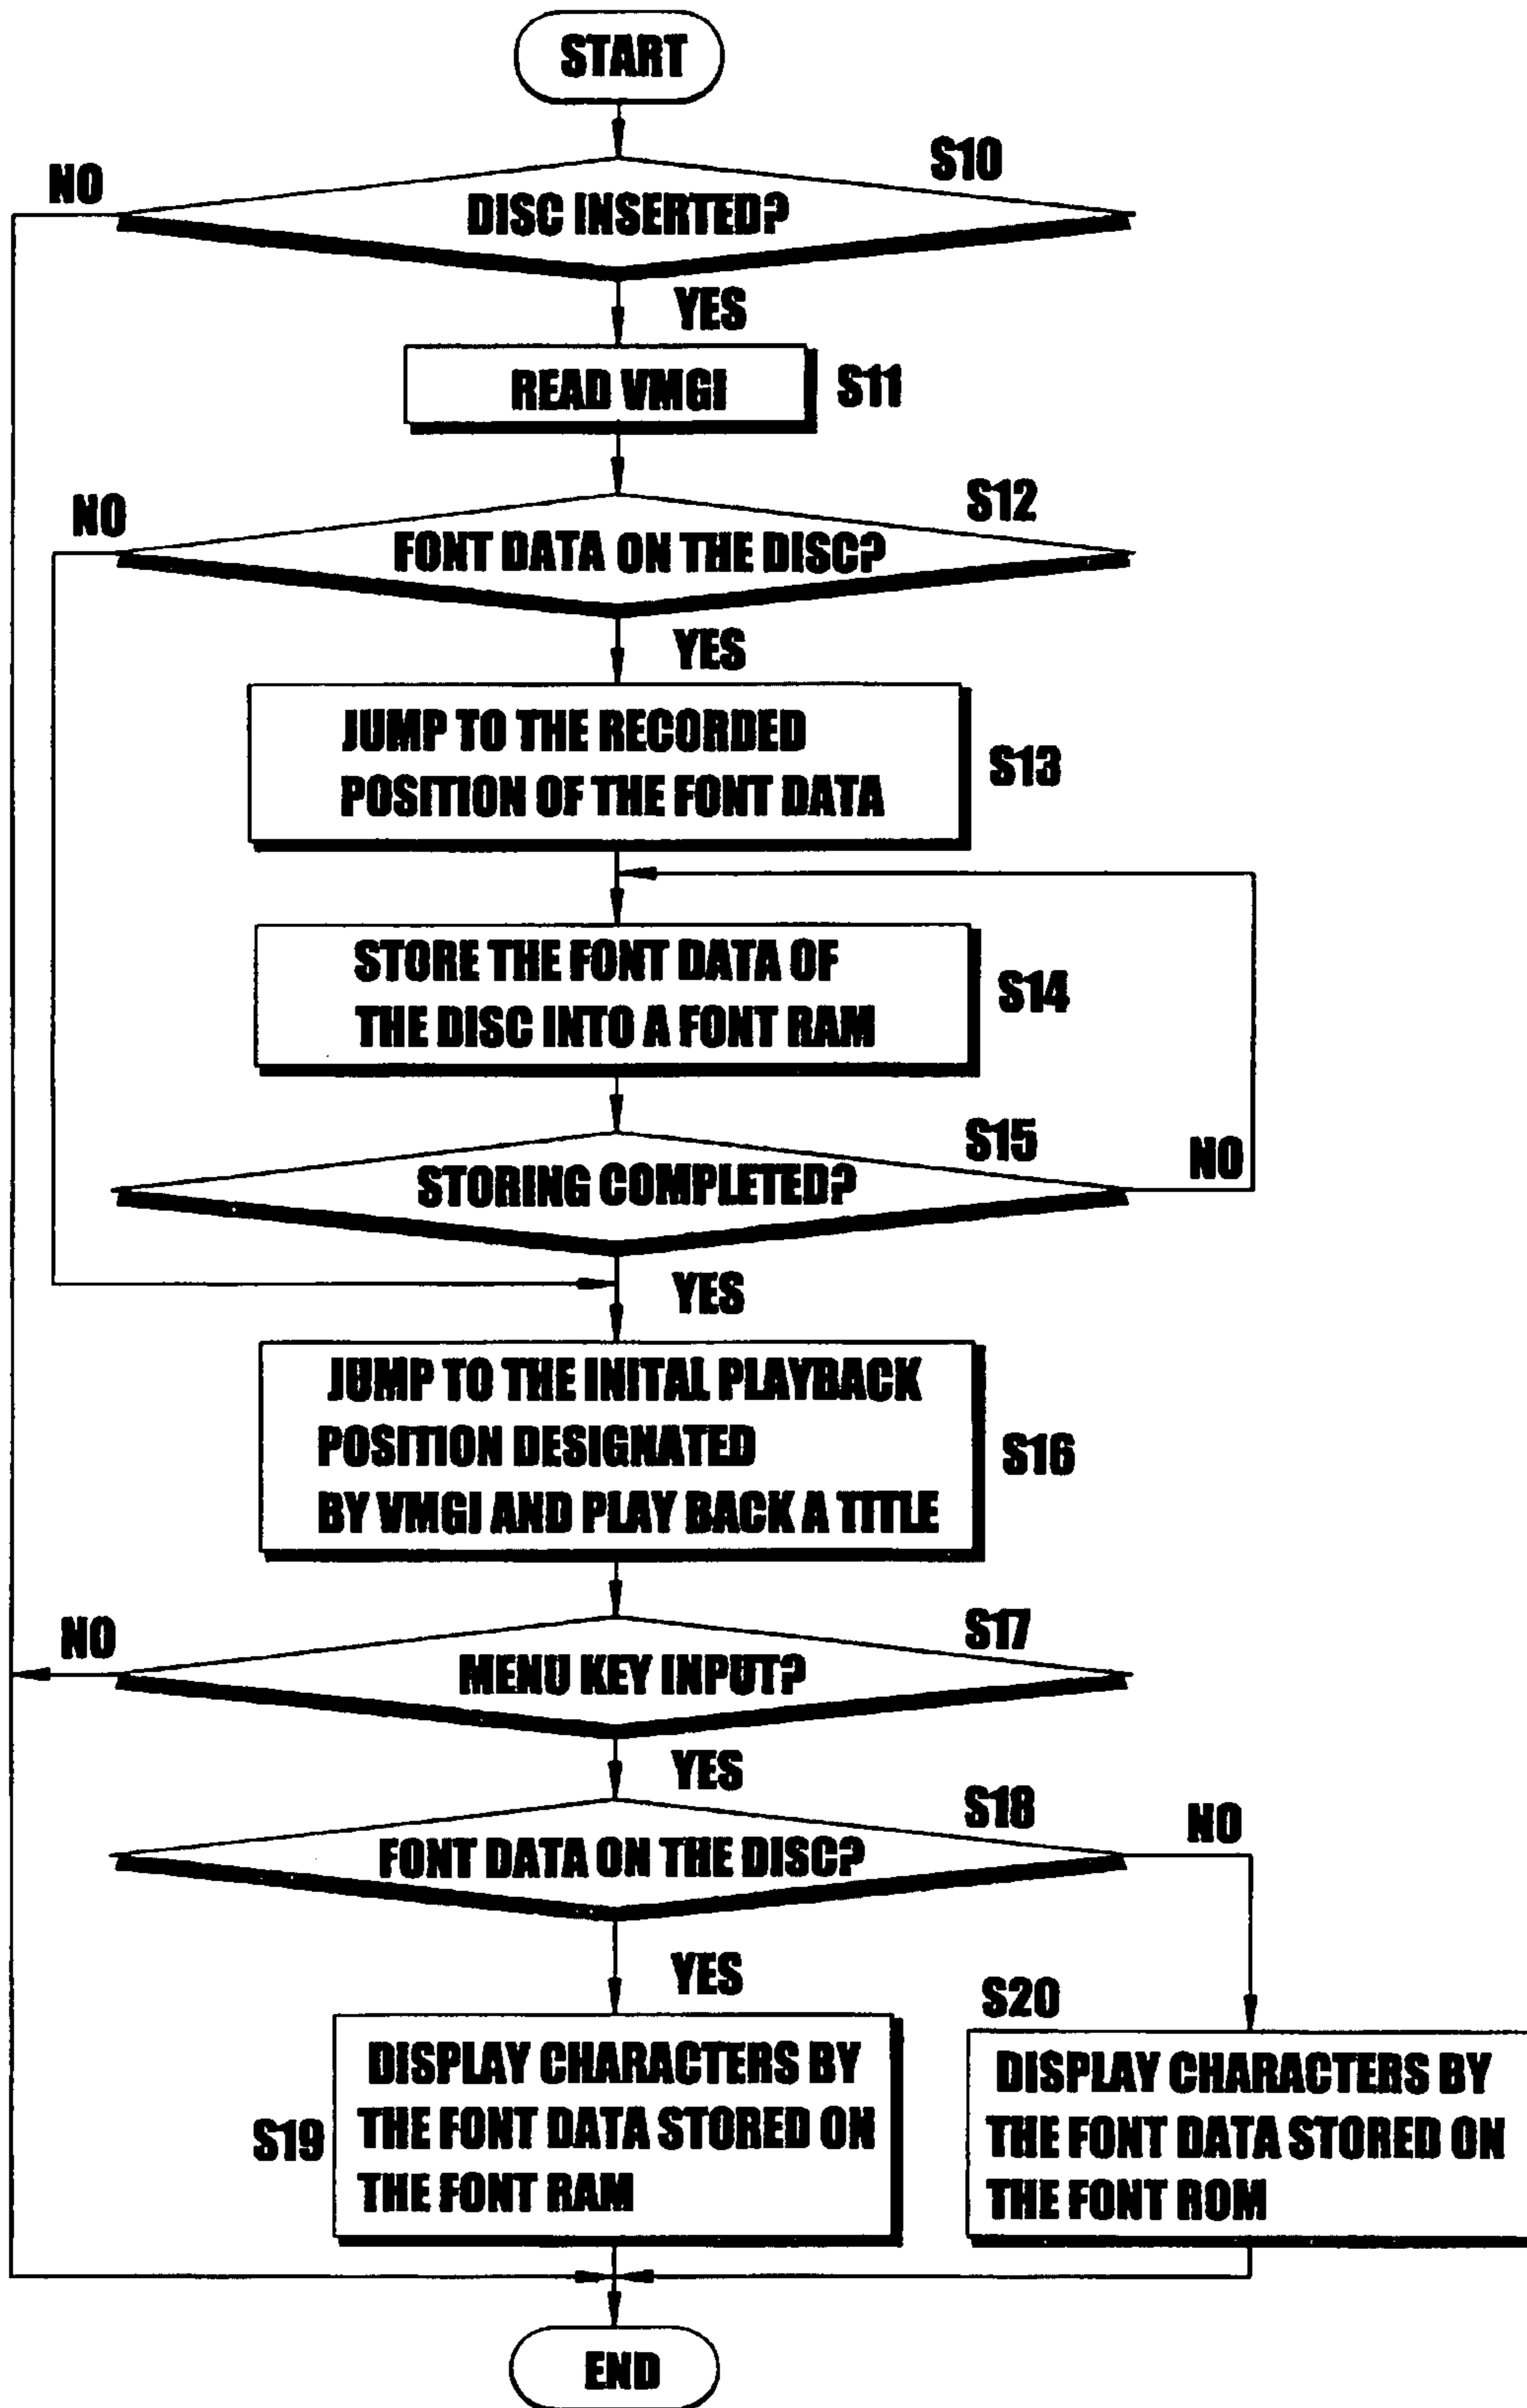 START
NO
S10
DISC INSERTED?
YES
READ VMGI
S11
NO
S12
FONT DATA ON THE DISC?
YES
JUMP TO THE RECORDED
POSITION OF THE FONT DATA
S13
STORE THE FONT DATA OF
THE DISC INTO A FONT RAM
S14
S15
NO
STORING COMPLETED?
YES
JUMP TO THE INITAL PLAYBACK
POSITION DESIGNATED
BY VMGI AND PLAY BACK A TITLE
S16
NO
S17
MENU KEY INPUT?
YES
S18
NO
FONT DATA ON THE DISC?
YES
S19
DISPLAY CHARACTERS BY
THE FONT DATA STORED ON
THE FONT RAM
S20
DISPLAY CHARACTERS BY
THE FONT DATA STORED ON
THE FONT ROM
END